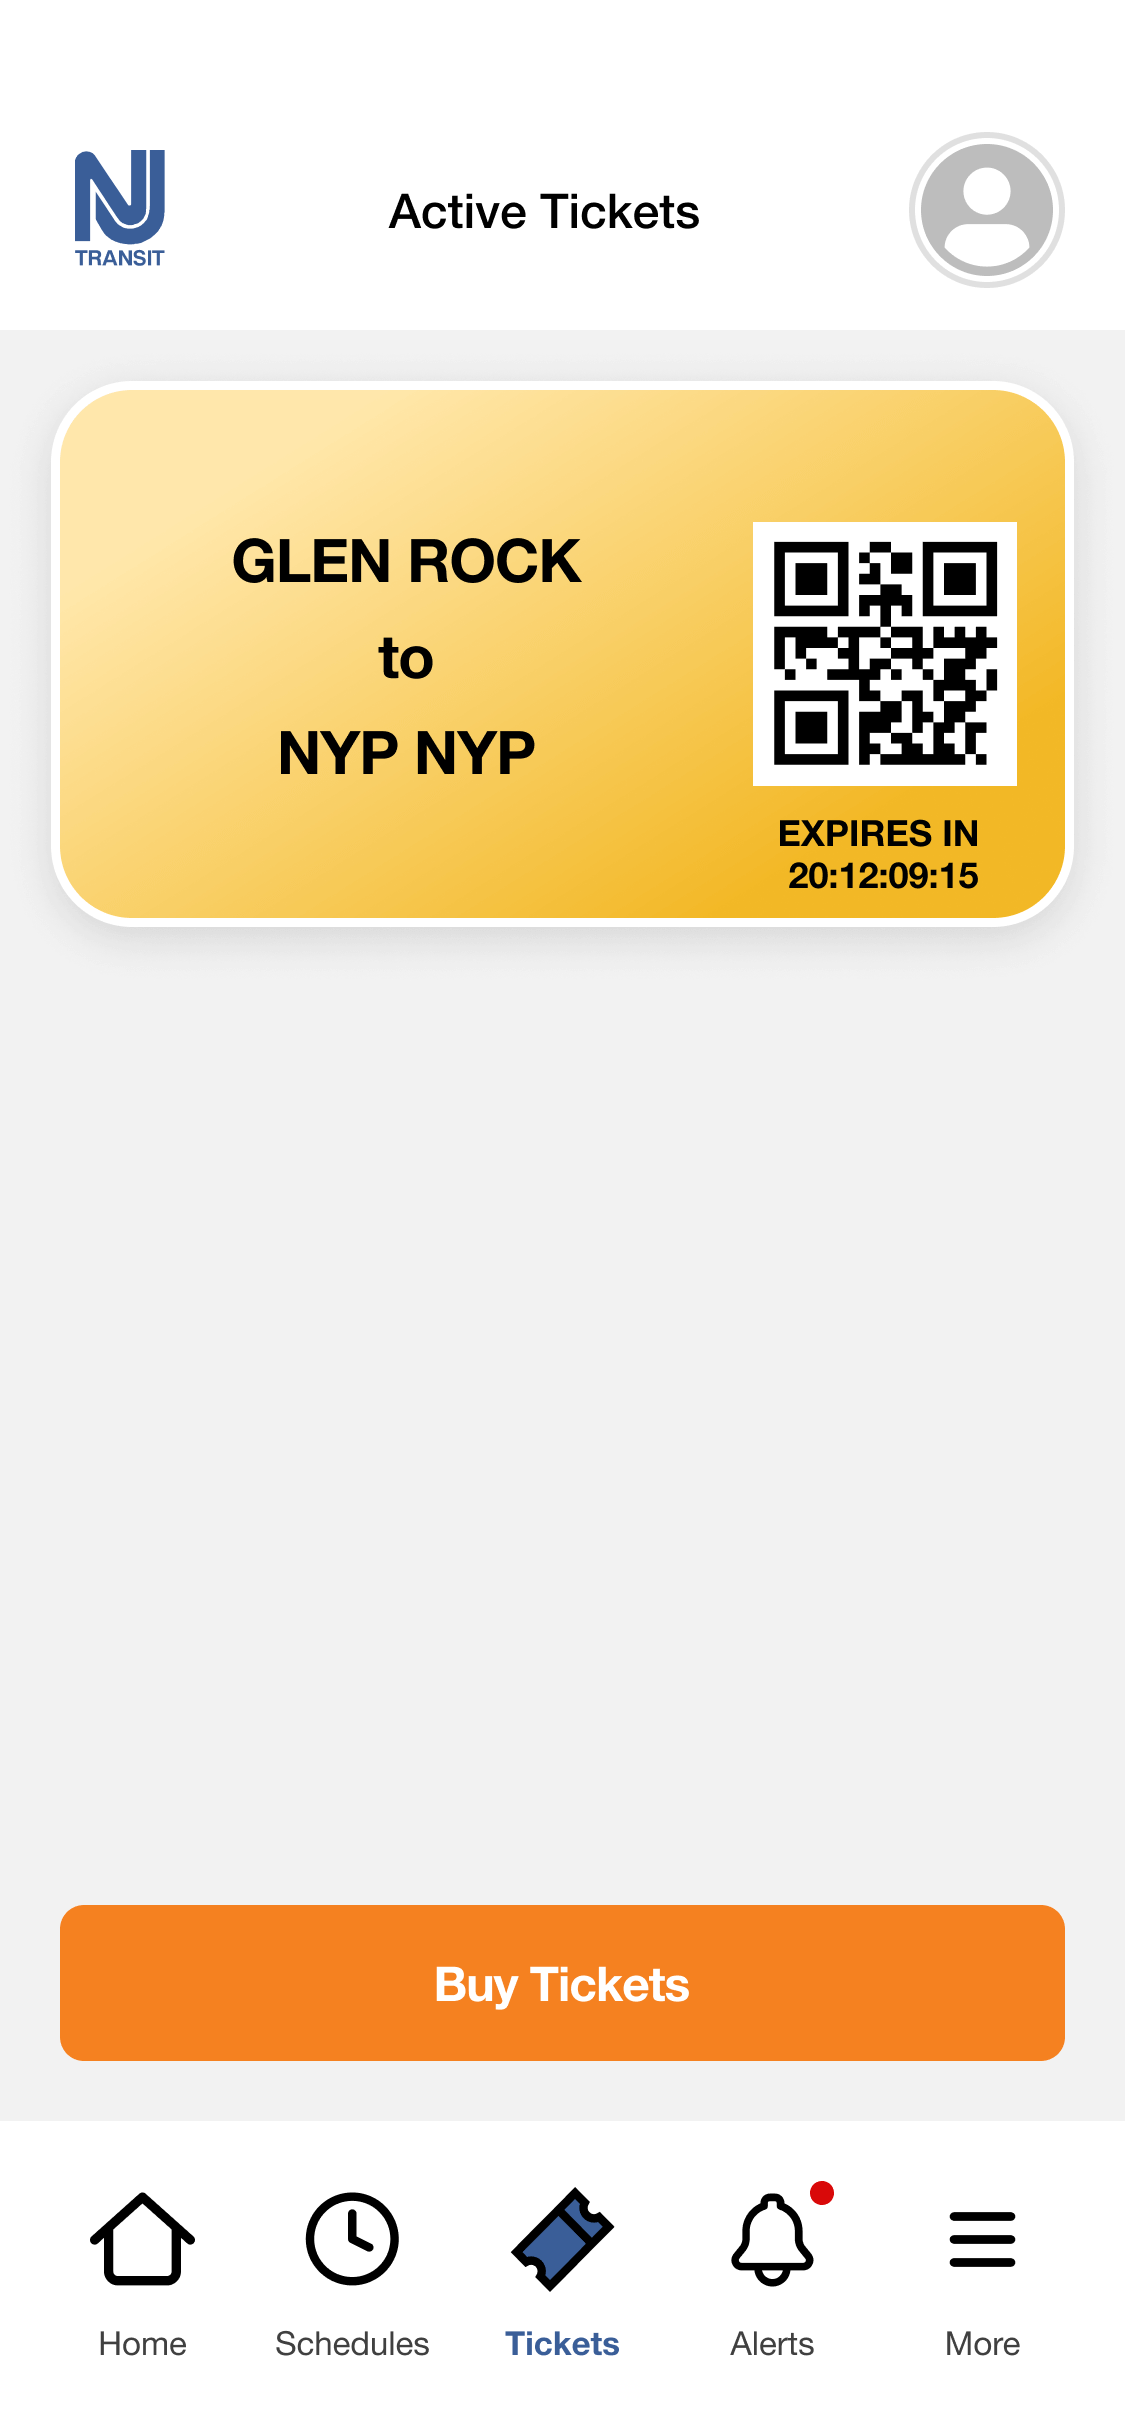 TRANSIT
Active Tickets
GLEN ROCK
to
NYP NYP
EXPIRES IN
20:12:09:15
Buy Tickets
Home
Schedules
Tickets
Alerts
More